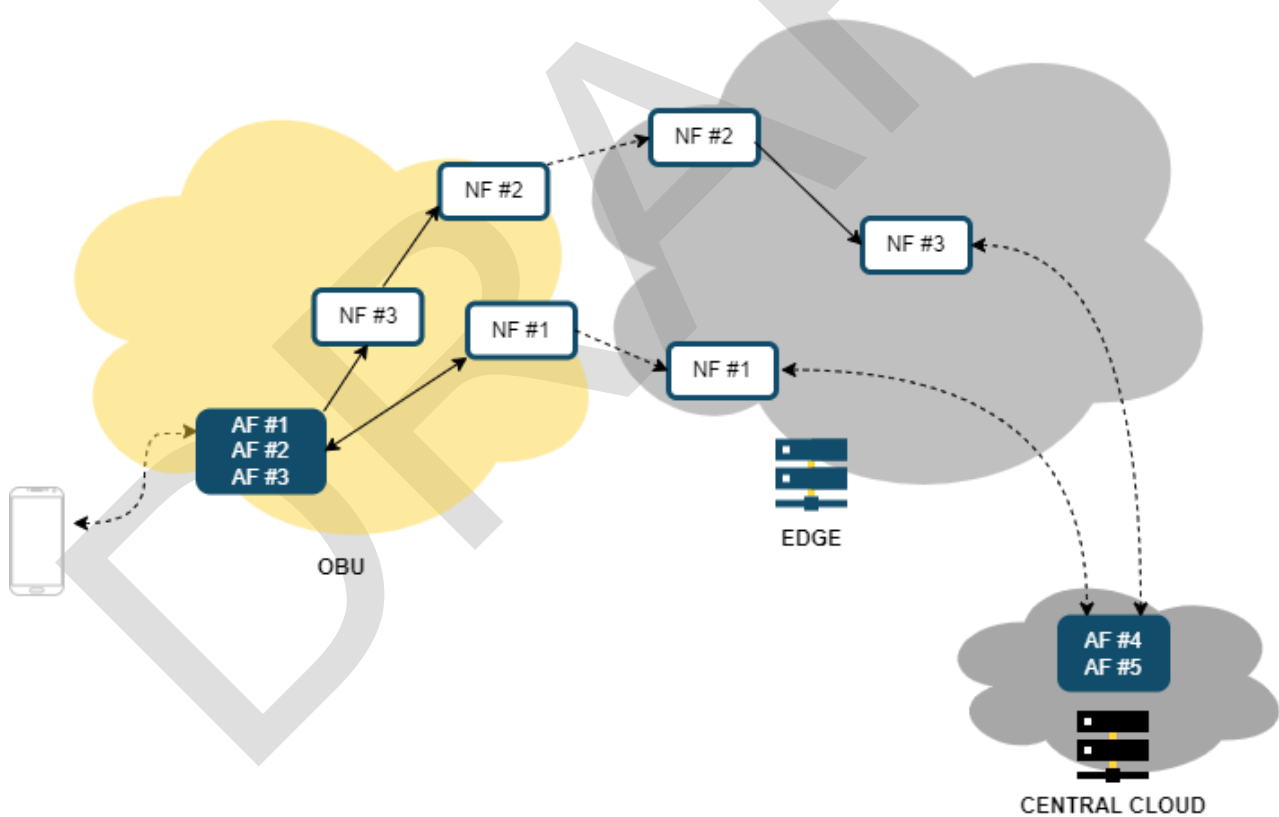 NF #2
NF #2
NF #3
NF #3
NF #1
NF #1
AF #1
AF #2
AF #3
EDGE
OBU
AF #4
AF #5
CENTRAL CLOUD
DRAF